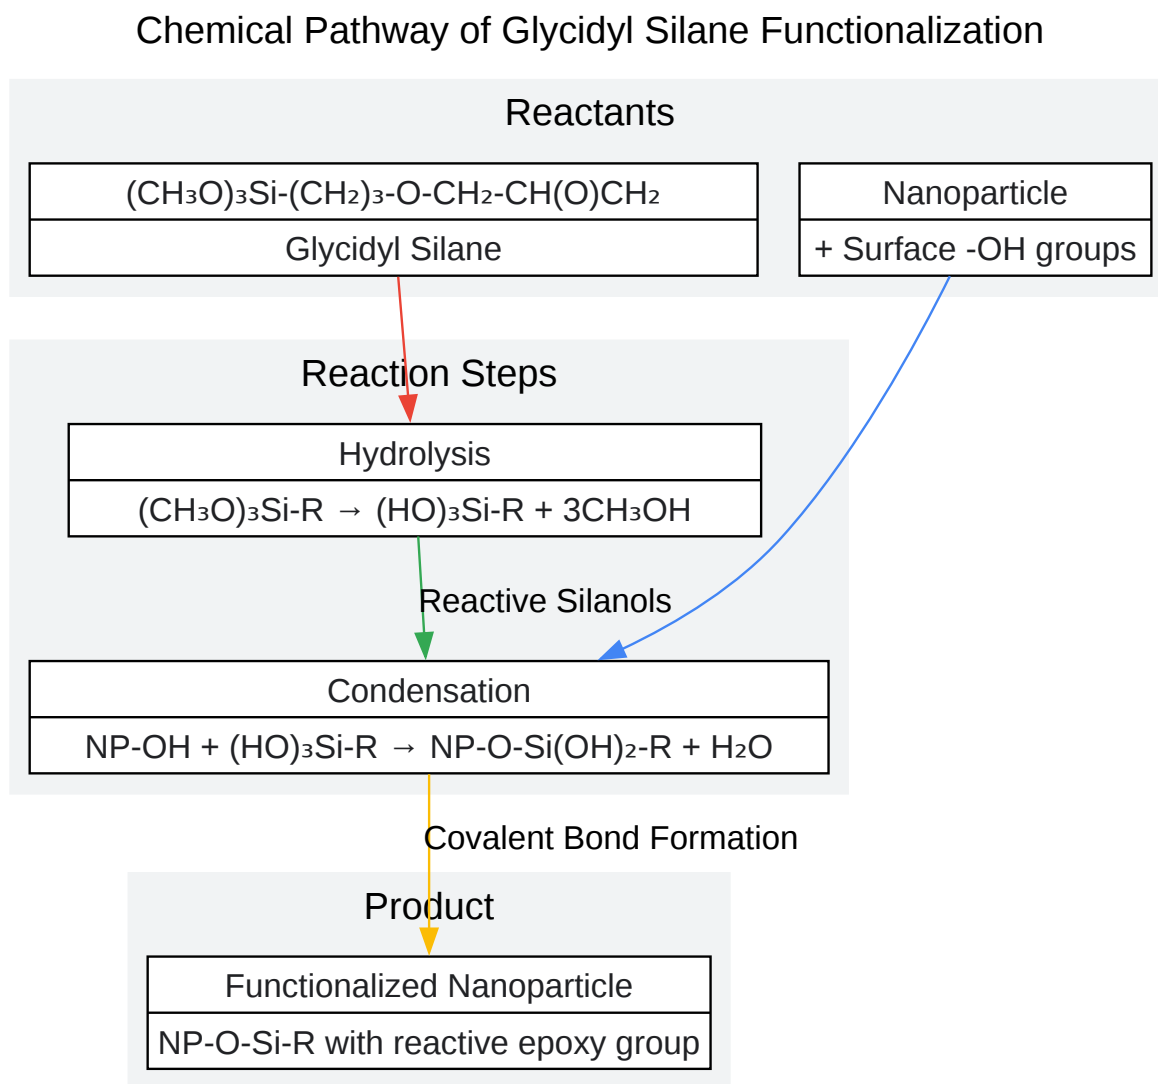 Chemical Pathway of Glycidyl Silane Functionalization
Reactants
(CH₃O)₃Si-(CH₂)₃-O-CH₂-CH(O)CH₂
Glycidyl Silane
Nanoparticle
+ Surface -OH groups
Reaction Steps
Hydrolysis
(CH₃O)₃Si-R → (HO)₃Si-R + 3CH₃OH
Reactive Silanols
Condensation
NP-OH + (HO)₃Si-R → NP-O-Si(OH)₂-R + H₂O
Covalent Bond Formation
Product
Functionalized Nanoparticle
NP-O-Si-R with reactive epoxy group